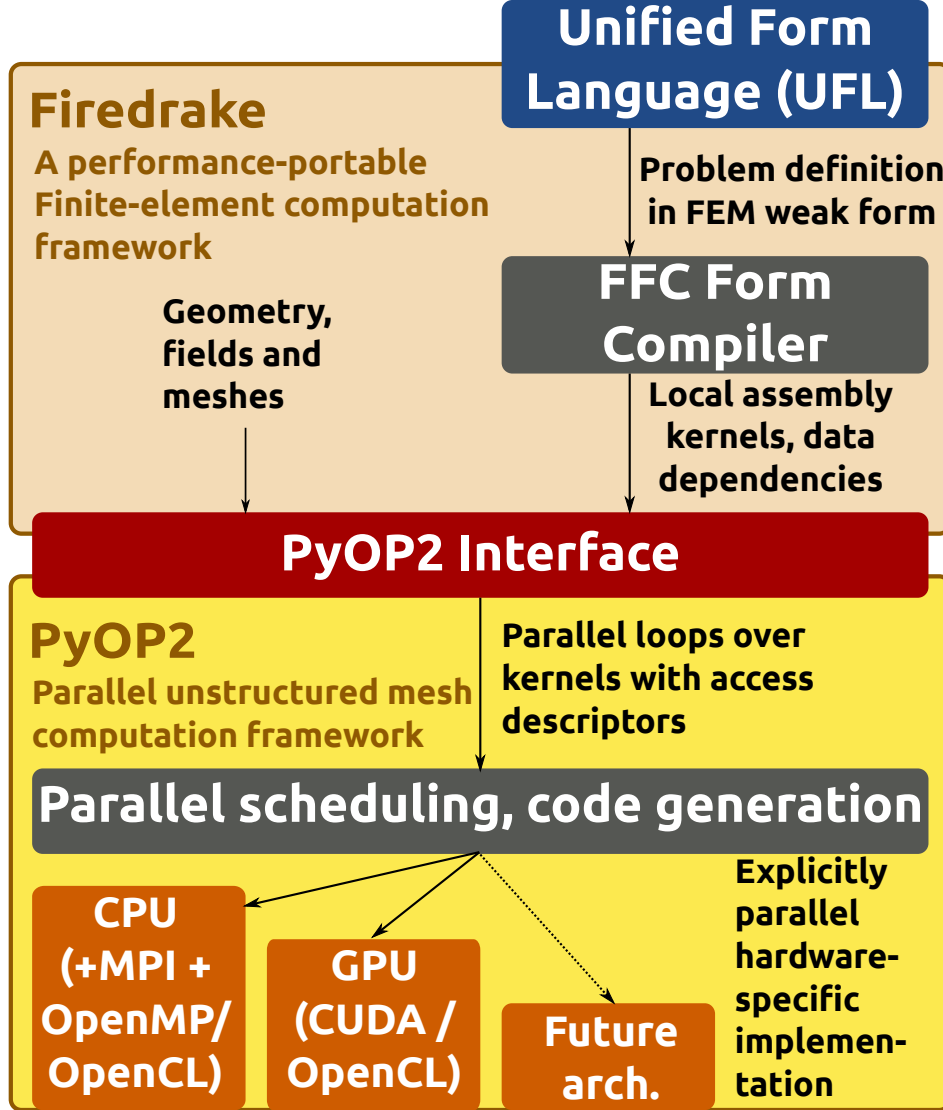 Unified Form
Language (UFL)
Firedrake
A performance-portable
Finite-element computation
framework
Problem definition
in FEM weak form
FFC Form
Compiler
Geometry,
fields and
meshes
Local assembly
kernels, data
dependencies
PyOP2 Interface
PyOP2
Parallel unstructured mesh
computation framework
Parallel loops over
kernels with access
descriptors
Parallel scheduling, code generation
CPU
(+MPI +
OpenMP/
OpenCL)
GPU
(CUDA /
OpenCL)
Future
arch.
Explicitly
parallel
hardware-
specific
implemen-
tation